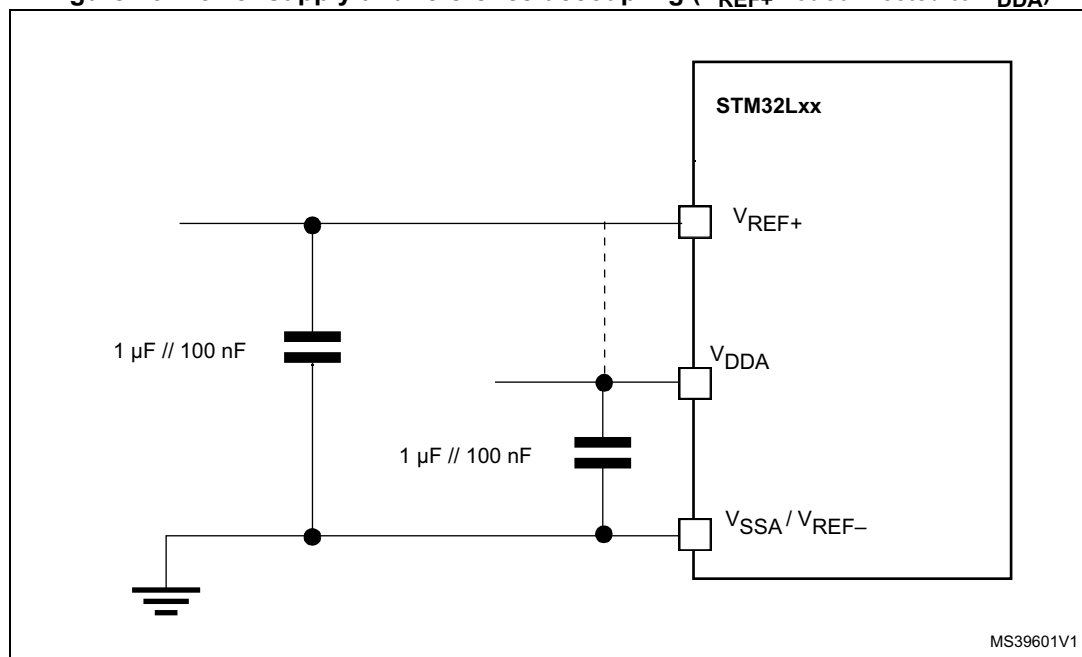 STM32Lxx
VREF+
1 µF // 100 nF
VDDA
1 µF // 100 nF
VSSA / VREF–
MS39601V1